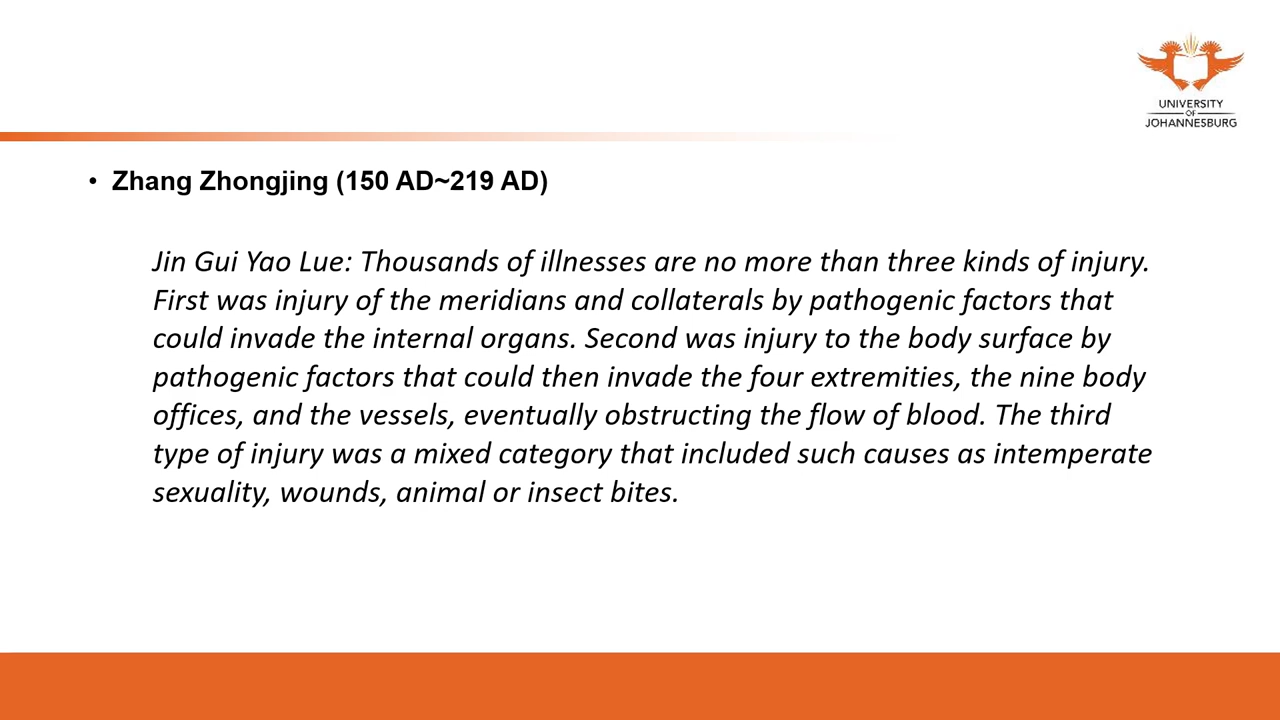 UNIVERSITY
OF
JOHANNESBURG
• Zhang Zhongjing (150 AD~219 AD)
Jin Gui Yao Lue: Thousands of illnesses are no more than three kinds of injury.
First was injury of the meridians and collaterals by pathogenic factors that
could invade the internal organs. Second was injury to the body surface by
pathogenic factors that could then invade the four extremities, the nine body
offices, and the vessels, eventually obstructing the flow of blood. The third
type of injury was a mixed category that included such causes as intemperate
sexuality, wounds, animal or insect bites.